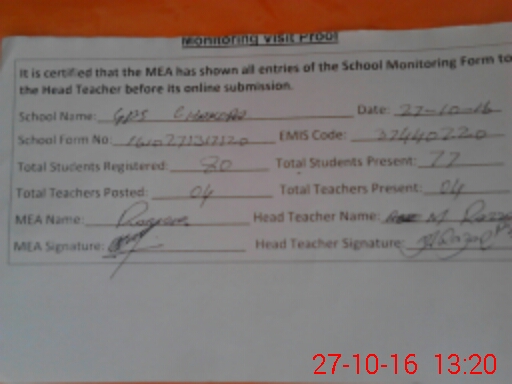 Monitoring Visit Proof
It is certified that the MEA has shown all entries of the School Monitoring Form to
the Head Teacher before its online submission.
School Name: GPS Date: 27-10-16
School Form No: EMIS Code: 37440220
Total Students Registered: 80 Total Students Present: 77
Total Teachers Posted: 04 Total Teachers Present: 04
MEA Name: Head Teacher Name: M
MEA Signature: Head Teacher Signature:
27-10-16 13:20